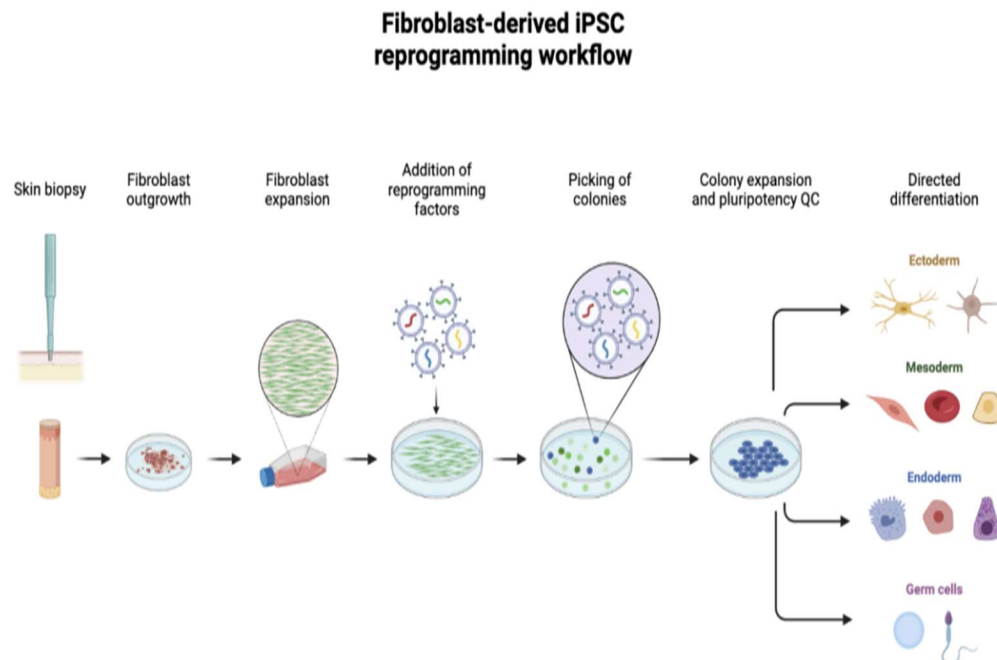 Fibroblast-derived iPSC
reprogramming workflow
Skin biopsy
Fibroblast
outgrowth
Fibroblast
expansion
Addition of
reprogramming
factors
Picking of
colonies
Colony expansion
and pluripotency QC
Directed
differentiation
Ectoderm
Mesoderm
Endoderm
Germ cells